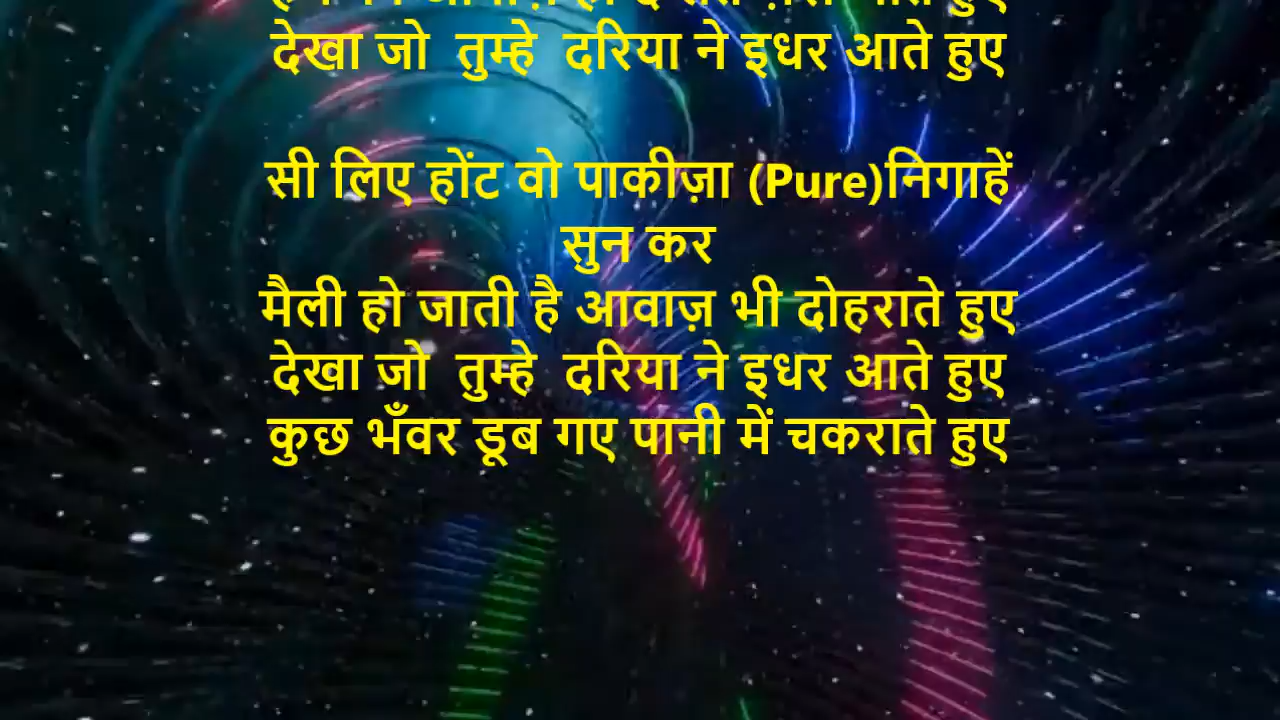 देखा जो  तुम्हे  दरिया ने इधर आते हुए
सी लिए होंट वो पाकीज़ा (Pure)निगाहें
सुन कर
मैली हो जाती है आवाज़ भी दोहराते हुए
देखा जो  तुम्हे  दरिया ने इधर आते हुए
कुछ भँवर डूब गए पानी में चकराते हुए